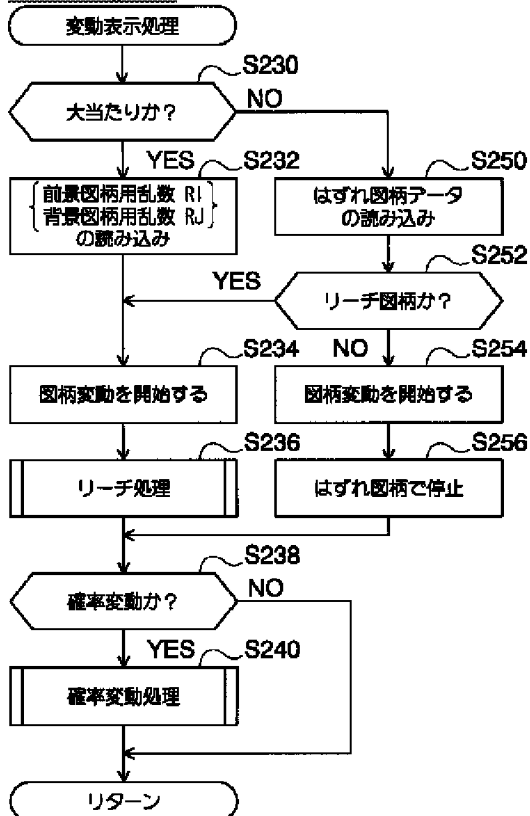 変動表示処理
S230
大当たりか?
NO
YES
S232
S250
前景図柄用乱数 RI
背景図柄用乱数 RJ
の読み込み
はずれ図柄データ
の読み込み
S252
YES
リーチ図柄か?
S234
NO
S254
図柄変動を開始する
図柄変動を開始する
S236
S256
リーチ処理
はずれ図柄で停止
S238
確率変動か?
NO
YES
S240
確率変動処理
リターン